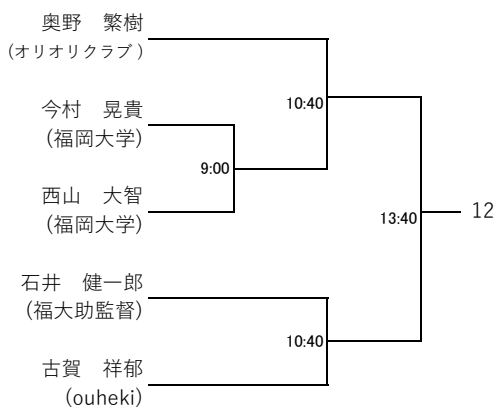 奥野　繁樹
(オリオリクラブ)
10:40
今村　晃貴
(福岡大学)
9:00
西山　大智
(福岡大学)
13:40
12
石井　健一郎
(福大助監督)
10:40
古賀　祥郁
(ouheki)